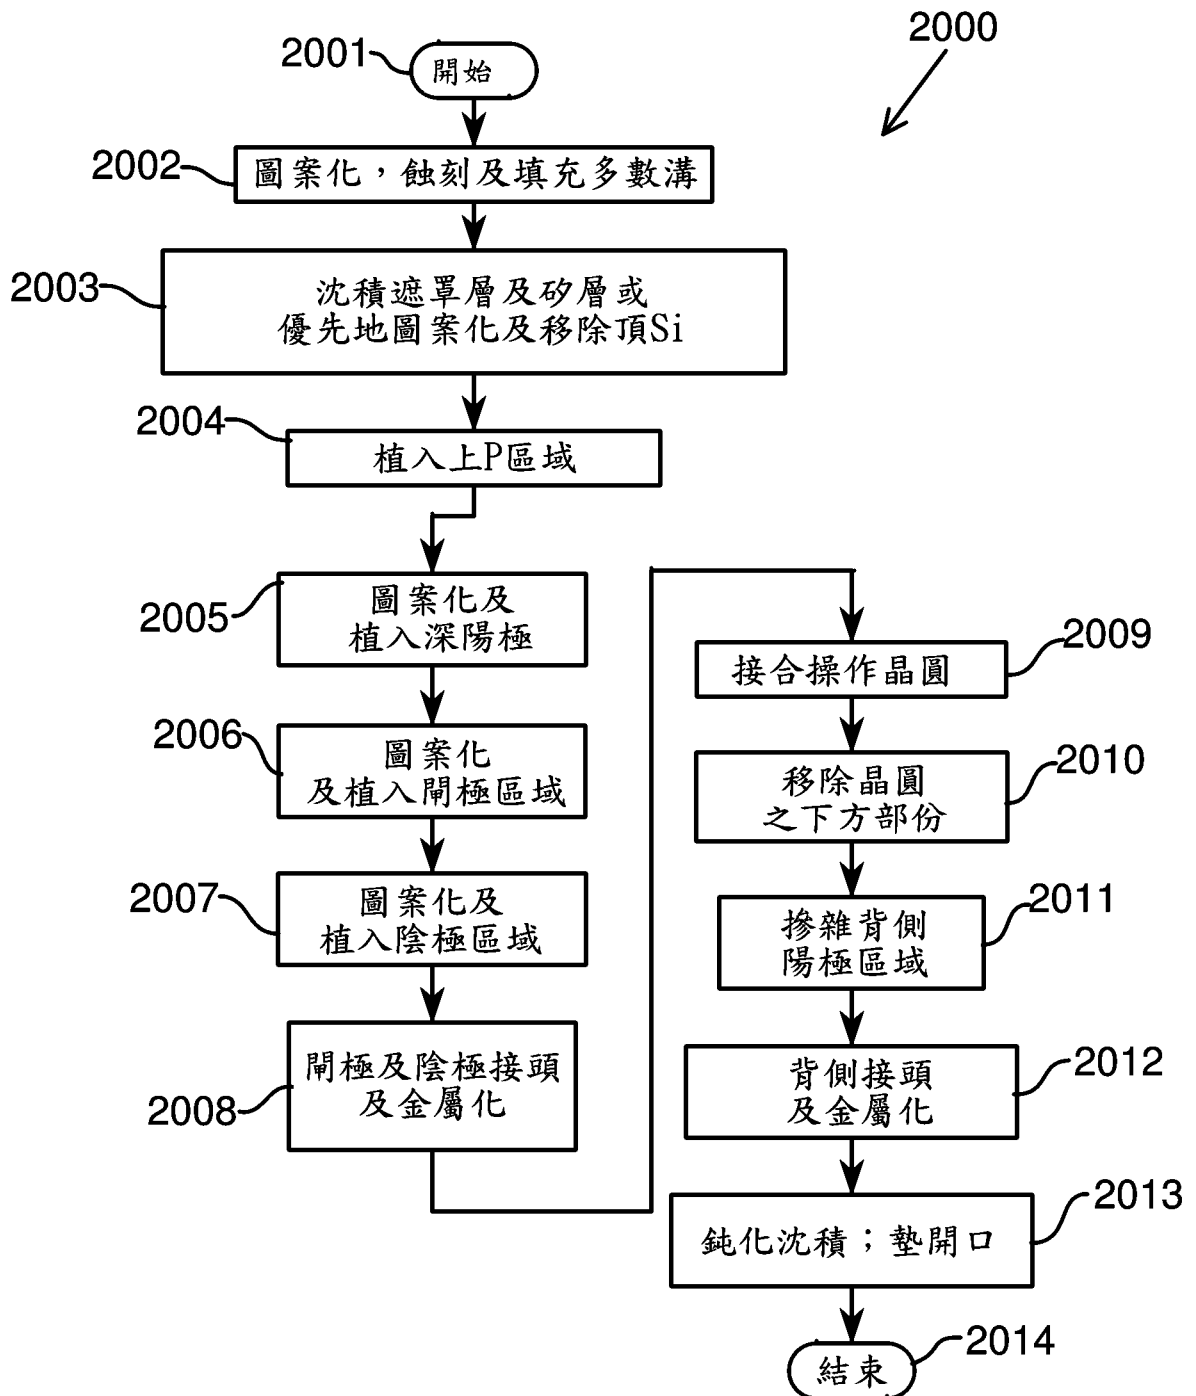 2000
2001
開始
2002
圖案化，蝕刻及填充多數溝
2003
沈積遮罩層及矽層或
優先地圖案化及移除頂Si
2004
植入上P區域
2005
圖案化及
植入深陽極
2006
圖案化
及植入閘極區域
2007
圖案化及
植入陰極區域
2008
閘極及陰極接頭
及金屬化
2009
接合操作晶圓
2010
移除晶圓
之下方部份
2011
摻雜背側
陽極區域
2012
背側接頭
及金屬化
2013
鈍化沈積；墊開口
2014
結束